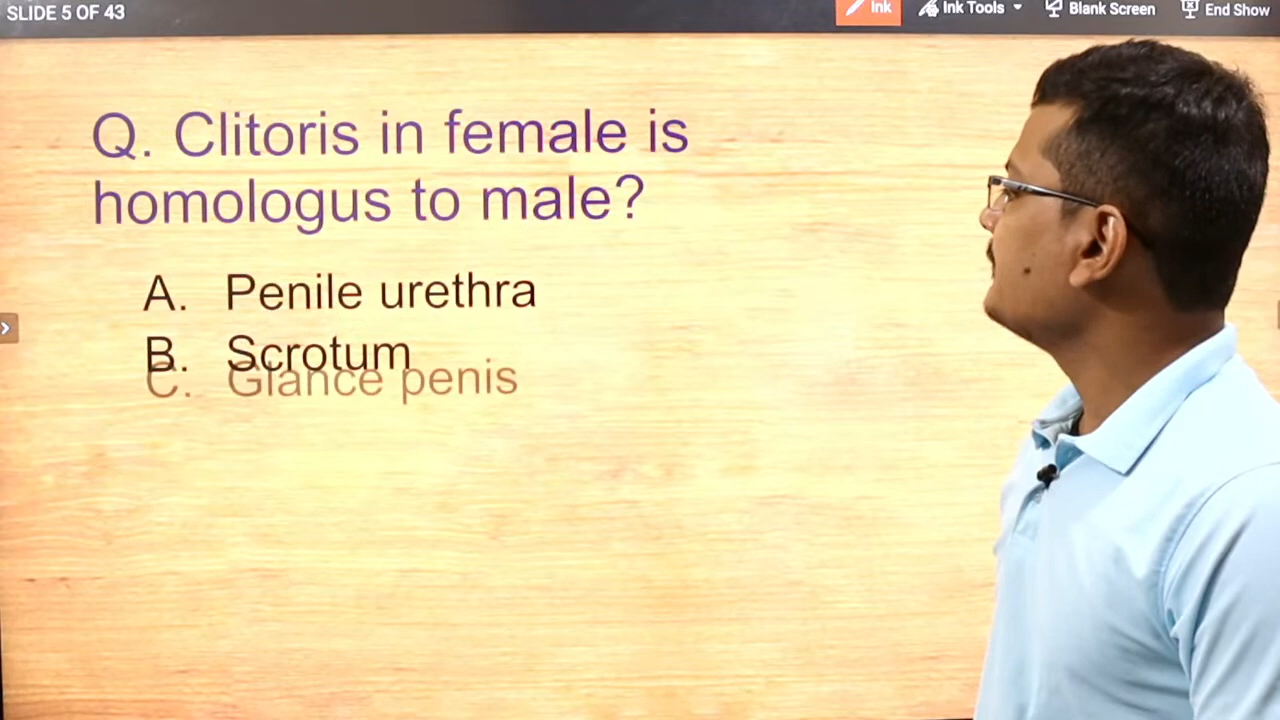 SLIDE 5 OF 43
Ink
Ink Tools
Blank Screen
End Show
Q. Clitoris in female is
homologus to male?
A. Penile urethra
B. Scrotum
C. Glance penis